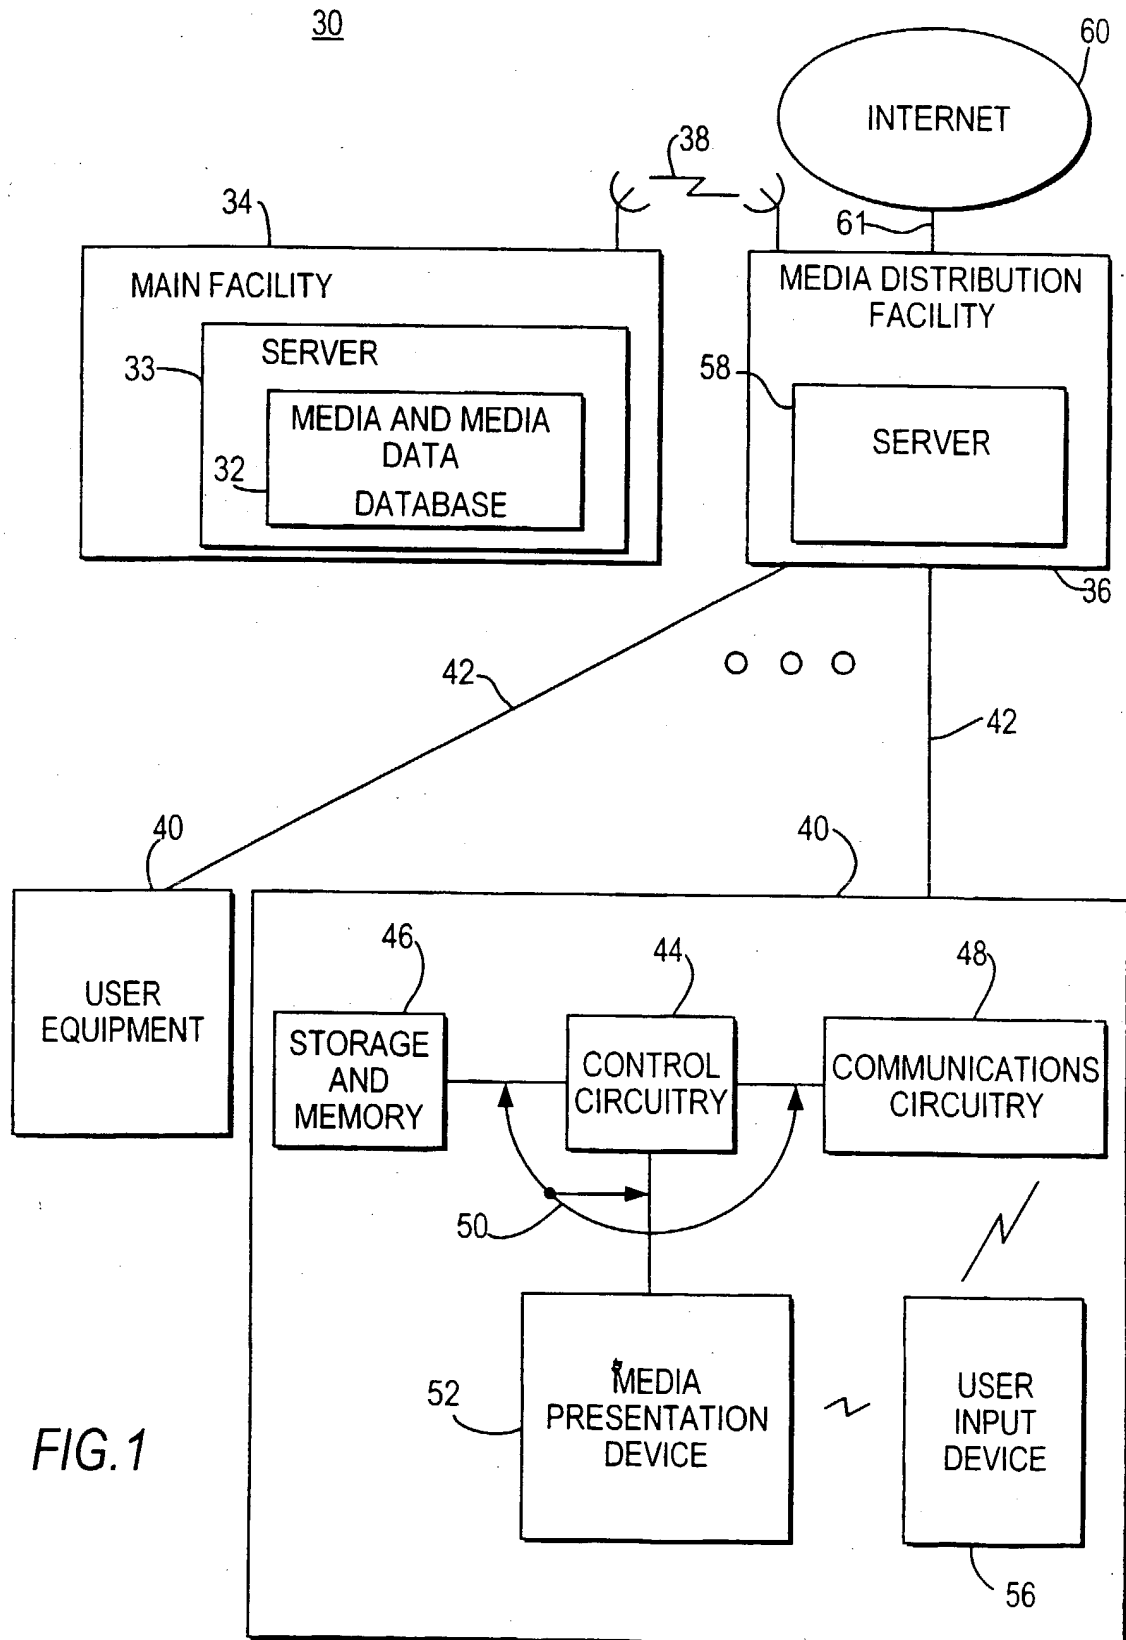 30
60
INTERNET
38
34
61
MAIN FACILITY
MEDIA DISTRIBUTION
FACILITY
33
SERVER
58
MEDIA AND MEDIA
DATA
DATABASE
32
SERVER
36
42
42
40
40
USER
EQUIPMENT
46
44
48
STORAGE
AND
MEMORY
CONTROL
CIRCUITRY
COMMUNICATIONS
CIRCUITRY
50
52
MEDIA
PRESENTATION
DEVICE
USER
INPUT
DEVICE
56
FIG.1